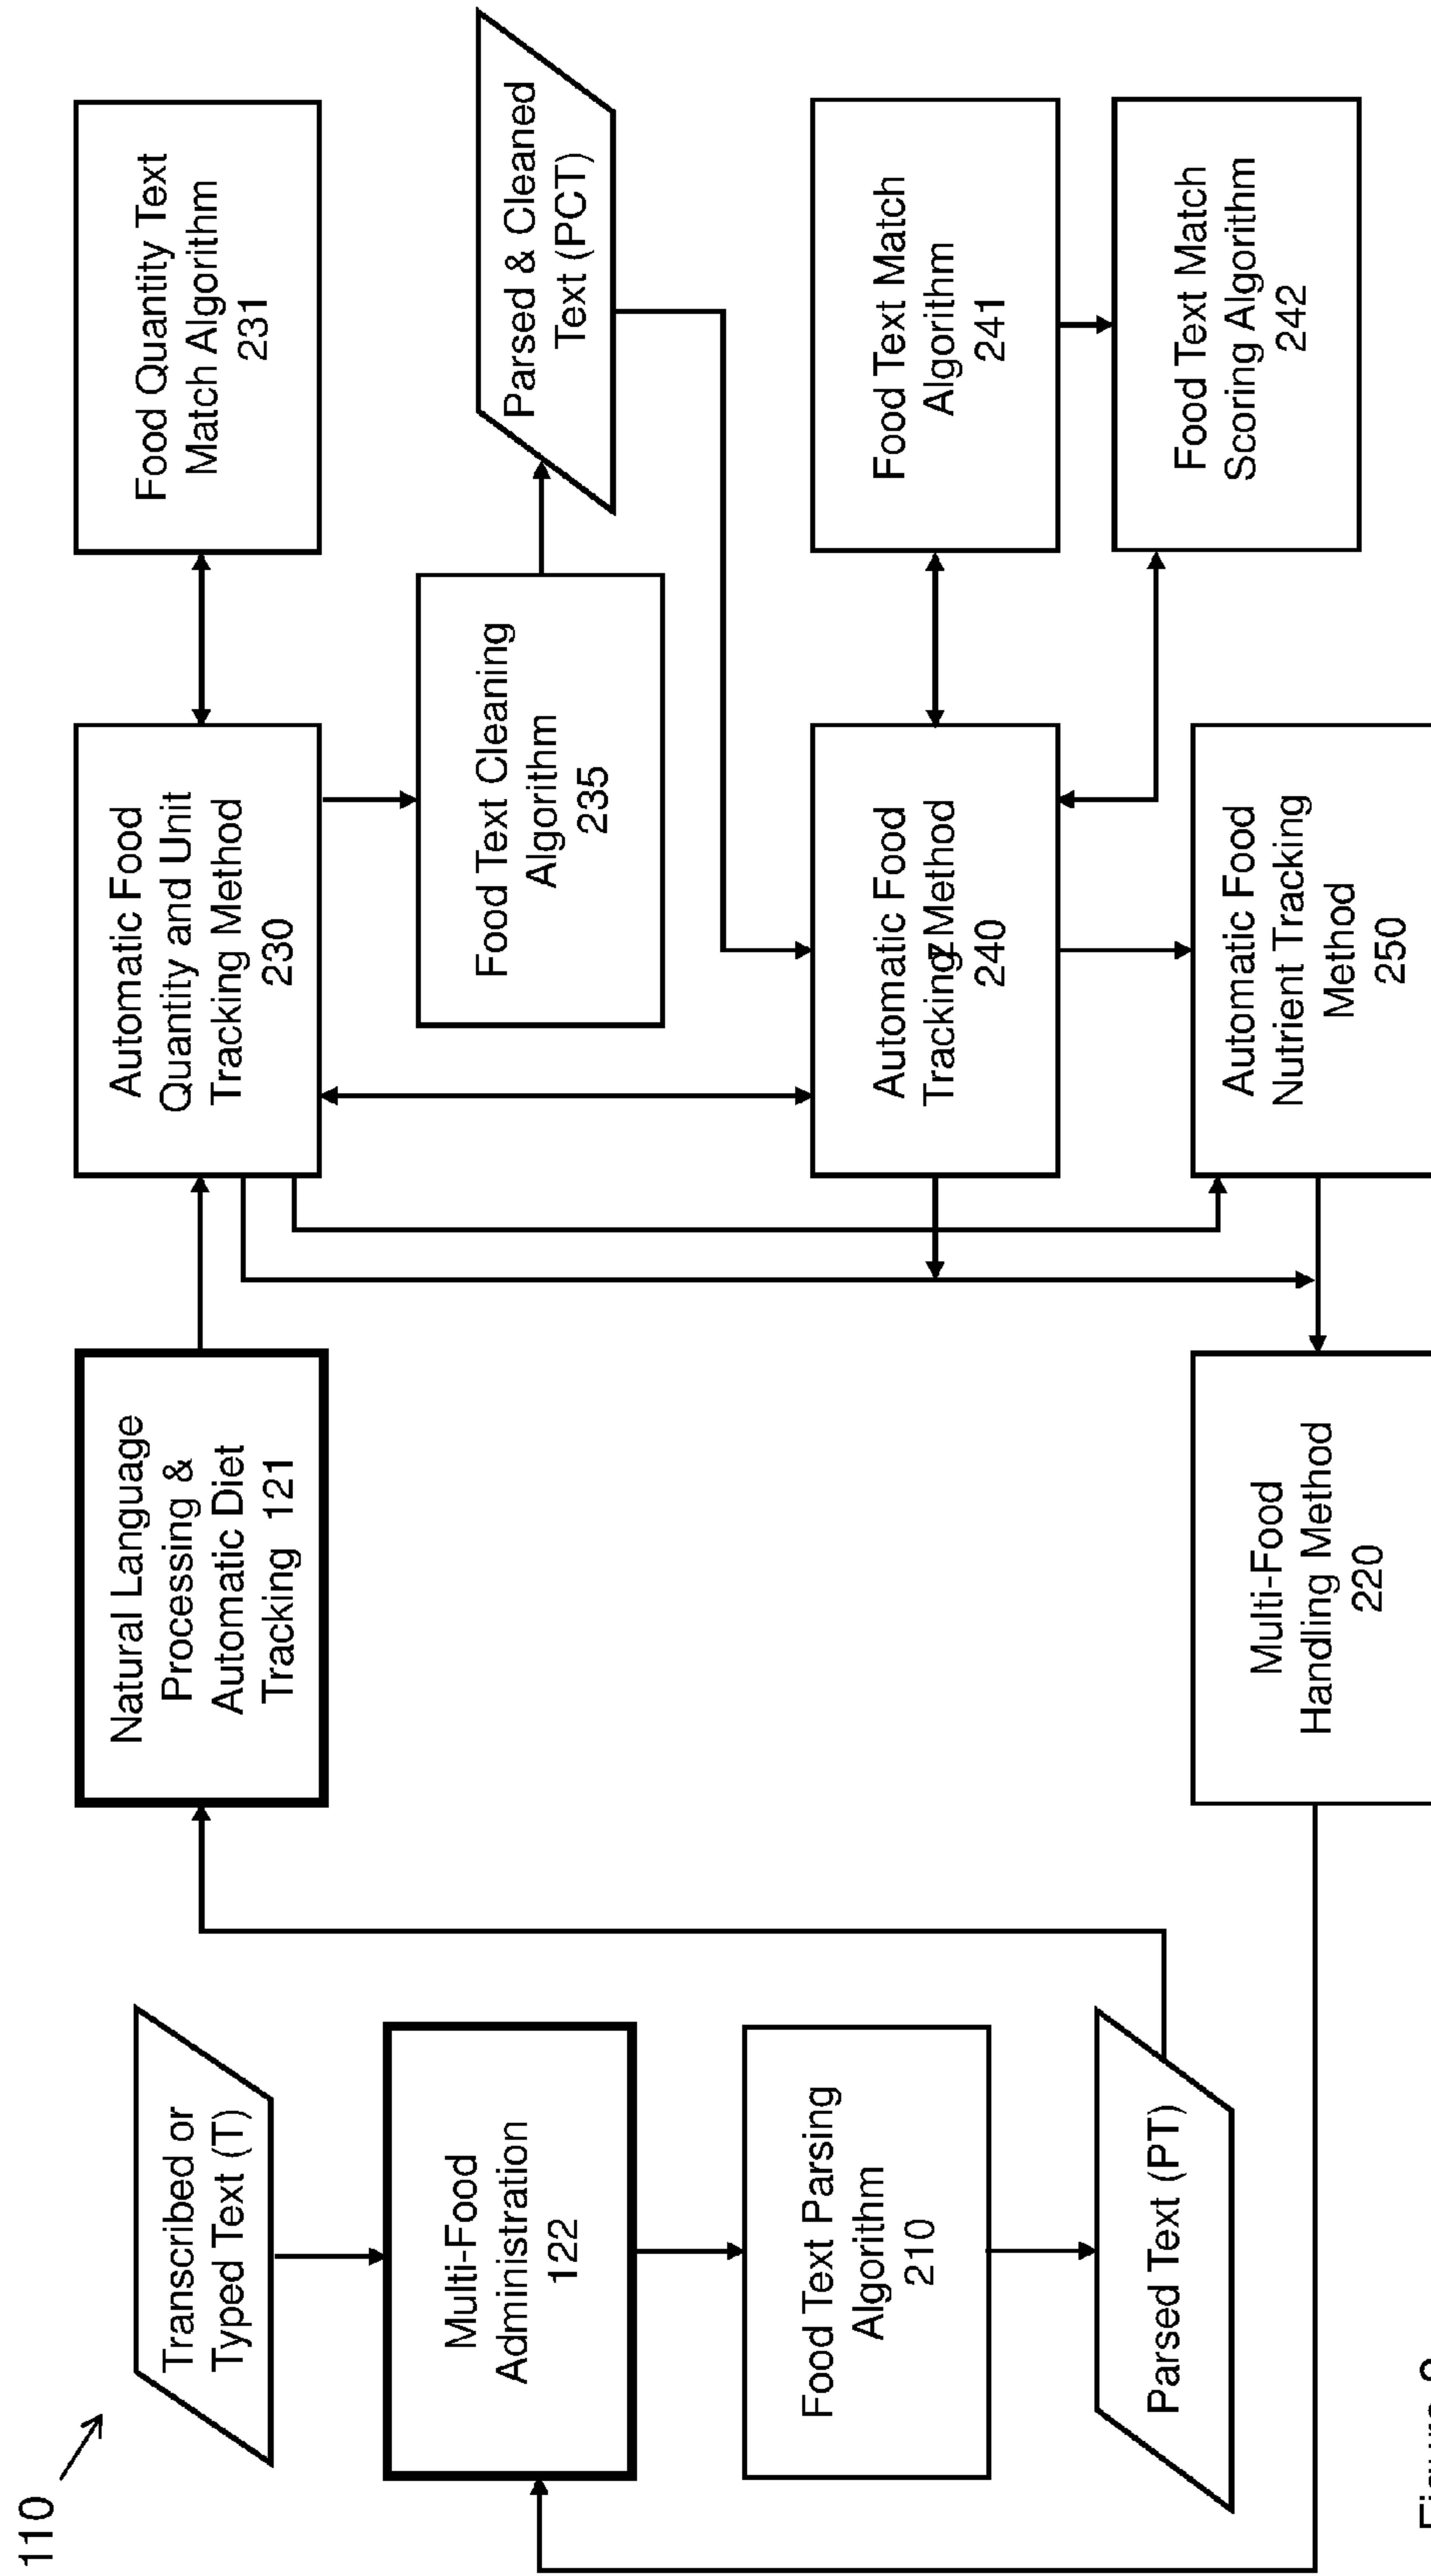 110
Transcribed or
Typed Text (T)
Multi-Food
Administration
122
Food Text Parsing
Algorithm
210
Parsed Text (PT)
Natural Language
Processing &
Automatic Diet
Tracking 121
Multi-Food
Handling Method
220
Automatic Food
Quantity and Unit
Tracking Method
230
Food Quantity Text
Match Algorithm
231
Food Text Cleaning
Algorithm
235
Parsed & Cleaned
Text (PCT)
Automatic Food
Tracking Method
240
Food Text Match
Algorithm
241
Food Text Match
Scoring Algorithm
242
Automatic Food
Nutrient Tracking
Method
250
Figure